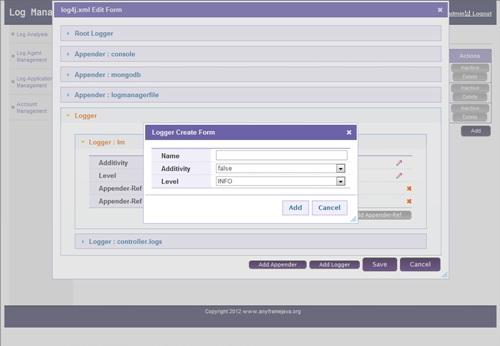 Log Mana
log4j.xml Edit Form
admin
Logout
Log Analysis
Log Agent
Management
Log Application
Management
Account
Management
Root Logger
Appender : console
Appender : mongodb
Appender : logmanagerfile
Logger
Logger : lm
Additivity
Level
Appender-Ref
Appender-Ref
Add Appender-Ref
Logger : controller.logs
Logger Create Form
Name
Additivity false
Level INFO
Add Cancel
Actions
Inactive
Delete
Inactive
Delete
Add
Add Appender Add Logger Save Cancel
Copyright 2012 www.anyframejava.org